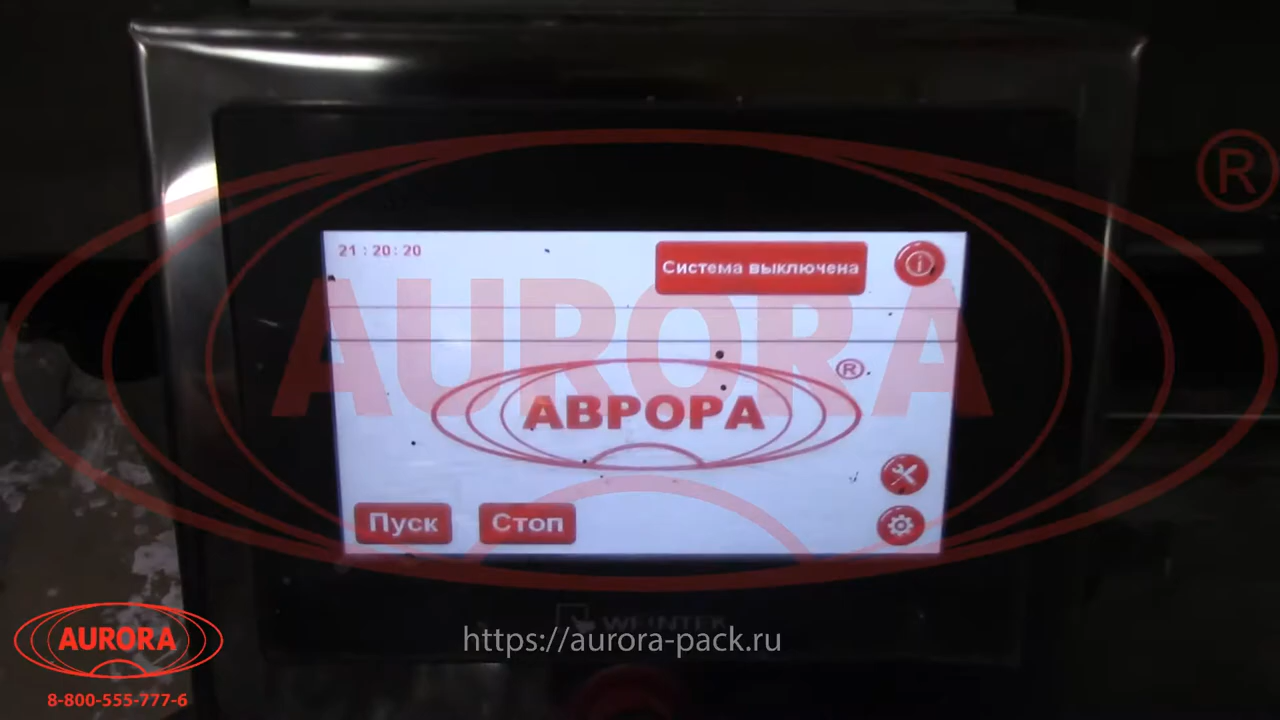 21 : 20: 20
Система выключена
AURORA
®
АВРОРА
®
Пуск
Стоп
WEINTEK
https://aurora-pack.ru
AURORA
8-800-555-777-6